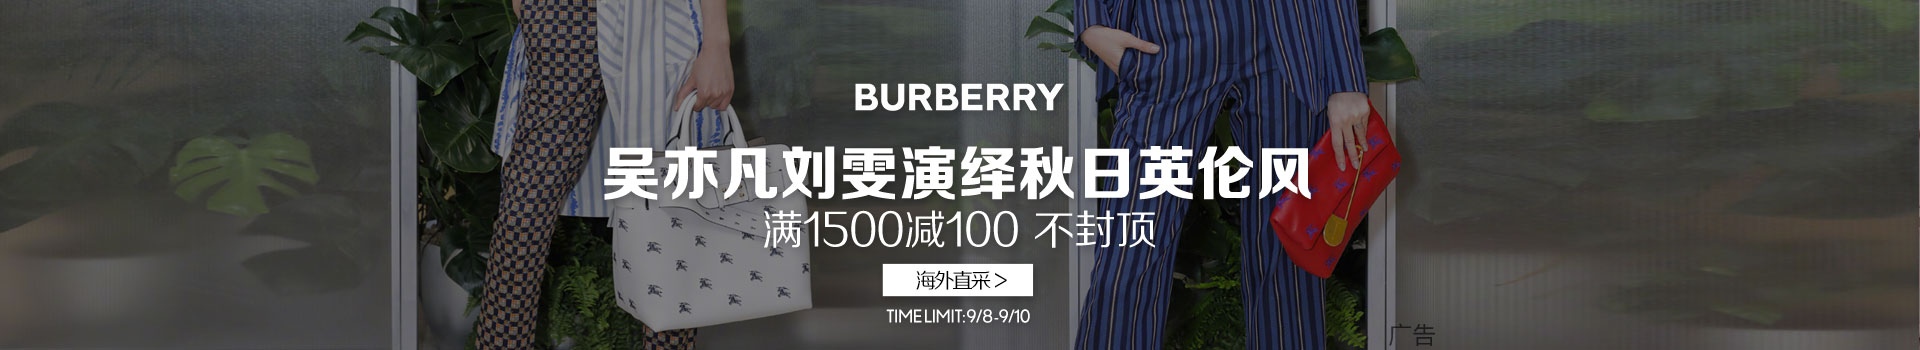 BURBERRY
吴亦凡刘雯演绎秋日英伦风
满1500减100 不封顶
海外直采 >
TIME LIMIT:9/8-9/10
广告